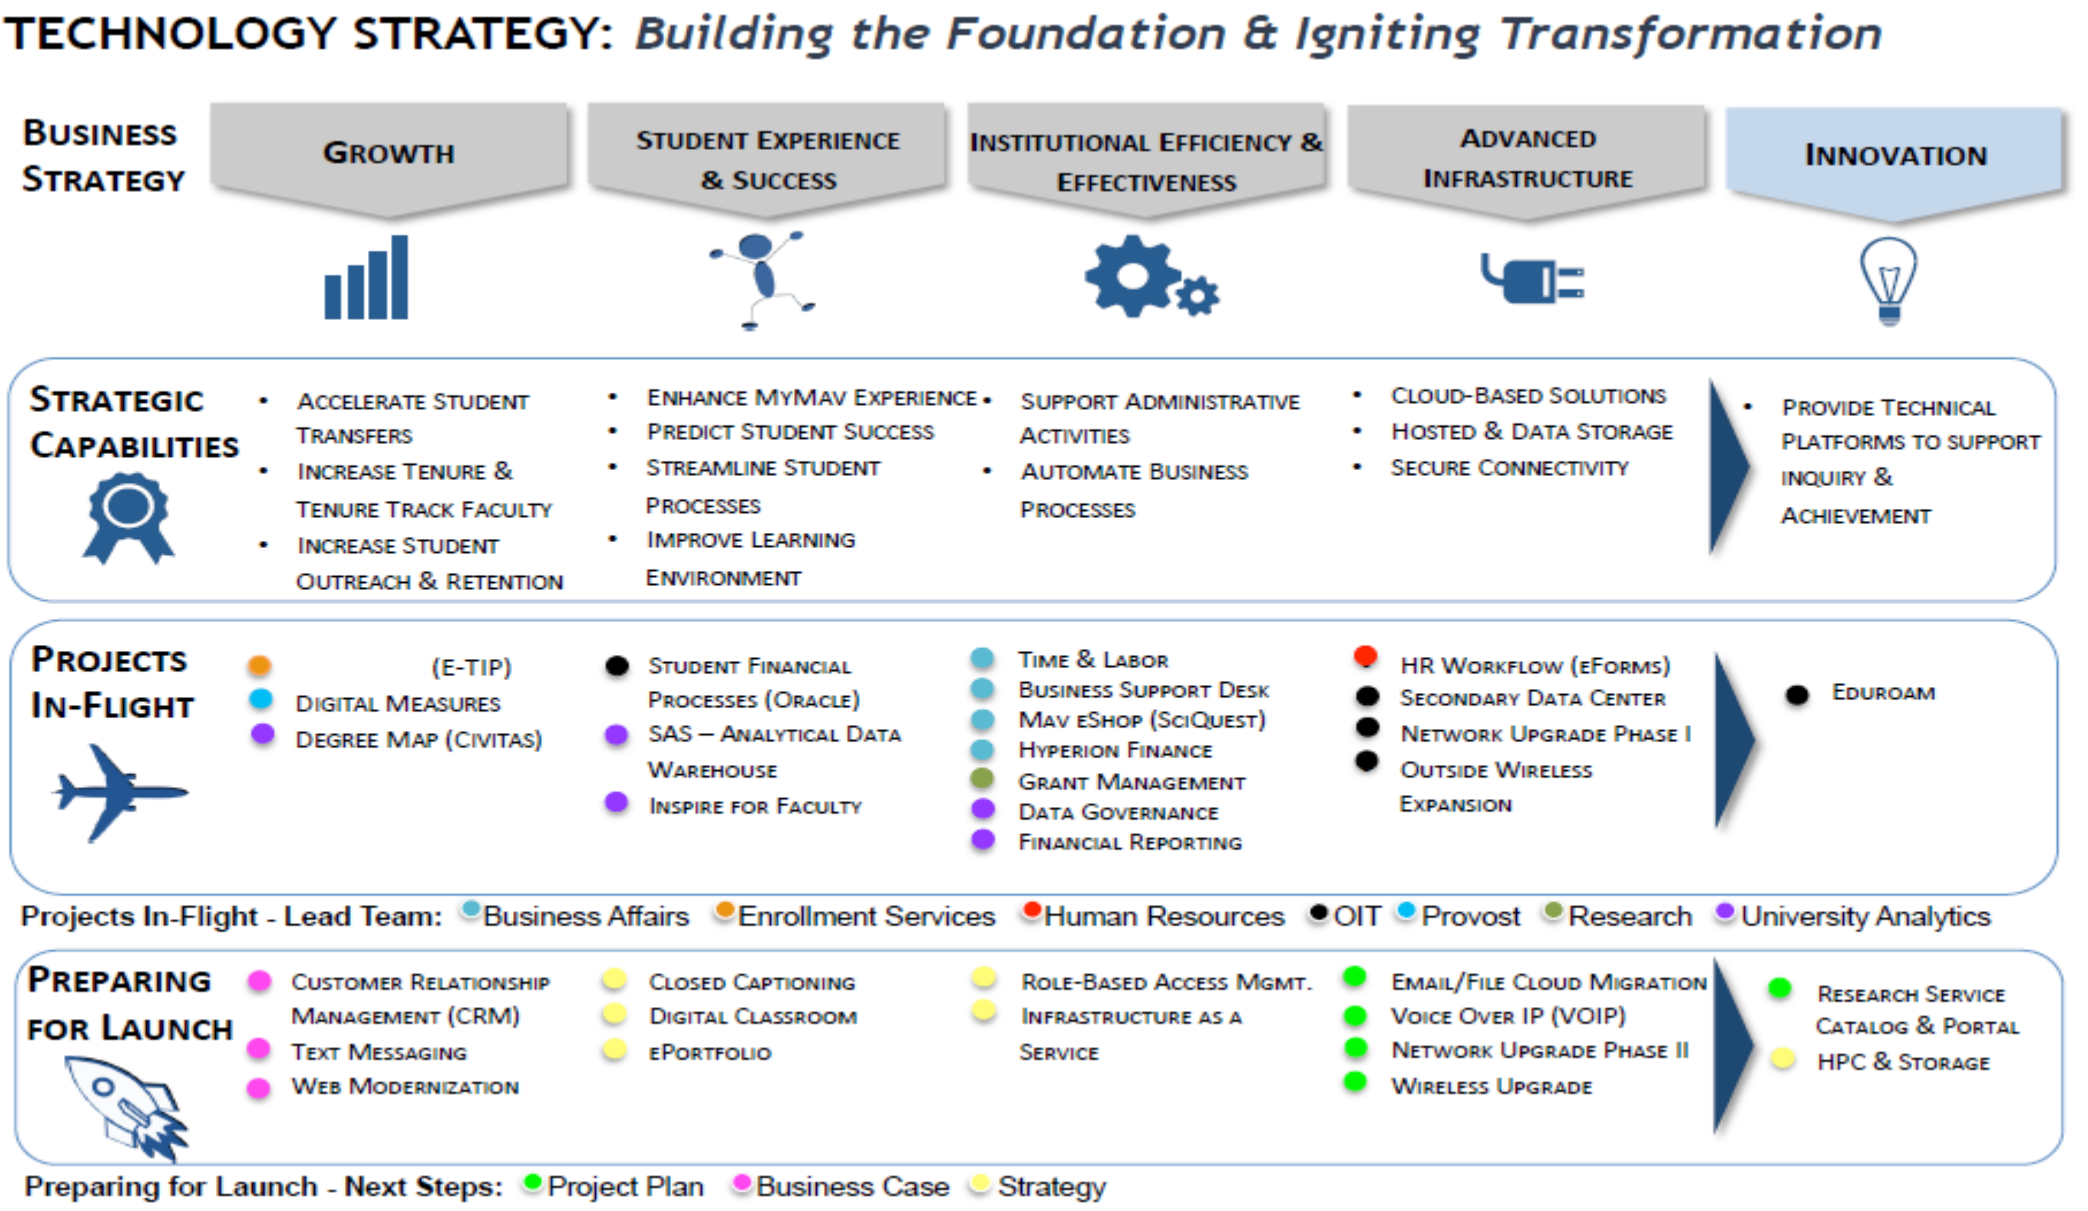 TECHNOLOGY STRATEGY: Building the Foundation & Igniting Transformation
BUSINESS
STRATEGY
GROWTH
STUDENT EXPERIENCE
& SUCCESS
INSTITUTIONAL EFFICIENCY &
EFFECTIVENESS
ADVANCED
INFRASTRUCTURE
INNOVATION
STRATEGIC
CAPABILITIES
• ACCELERATE STUDENT
TRANSFERS
• INCREASE TENURE &
TENURE TRACK FACULTY
• INCREASE STUDENT
OUTREACH & RETENTION
• ENHANCE MYMAV EXPERIENCE
• PREDICT STUDENT SUCCESS
• STREAMLINE STUDENT
PROCESSES
• IMPROVE LEARNING
ENVIRONMENT
• SUPPORT ADMINISTRATIVE
ACTIVITIES
• AUTOMATE BUSINESS
PROCESSES
• CLOUD-BASED SOLUTIONS
• HOSTED & DATA STORAGE
• SECURE CONNECTIVITY
• PROVIDE TECHNICAL
PLATFORMS TO SUPPORT
INQUIRY &
ACHIEVEMENT
PROJECTS
IN-FLIGHT
(E-TIP)
DIGITAL MEASURES
DEGREE MAP (CIVITAS)
STUDENT FINANCIAL
PROCESSES (ORACLE)
SAS – ANALYTICAL DATA
WAREHOUSE
INSPIRE FOR FACULTY
TIME & LABOR
BUSINESS SUPPORT DESK
MAV ESHOP (SCIQUEST)
HYPERION FINANCE
GRANT MANAGEMENT
DATA GOVERNANCE
FINANCIAL REPORTING
HR WORKFLOW (EFORMS)
SECONDARY DATA CENTER
NETWORK UPGRADE PHASE I
OUTSIDE WIRELESS
EXPANSION
EDUROAM
Projects In-Flight - Lead Team: Business Affairs Enrollment Services Human Resources OIT Provost Research University Analytics
PREPARING
FOR LAUNCH
CUSTOMER RELATIONSHIP
MANAGEMENT (CRM)
TEXT MESSAGING
WEB MODERNIZATION
CLOSED CAPTIONING
DIGITAL CLASSROOM
EPORTFOLIO
ROLE-BASED ACCESS MGMT.
INFRASTRUCTURE AS A
SERVICE
EMAIL/FILE CLOUD MIGRATION
VOICE OVER IP (VOIP)
NETWORK UPGRADE PHASE II
WIRELESS UPGRADE
RESEARCH SERVICE
CATALOG & PORTAL
HPC & STORAGE
Preparing for Launch - Next Steps: Project Plan Business Case Strategy